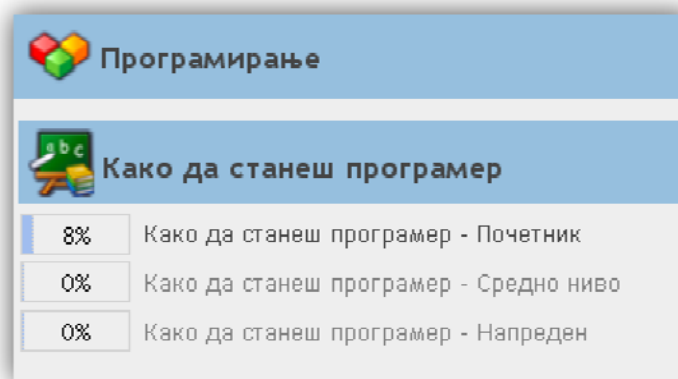 Програмирање
abc
Како да станеш програмер
8% Како да станеш програмер - Почетник
0% Како да станеш програмер - Средно ниво
0% Како да станеш програмер - Напреден